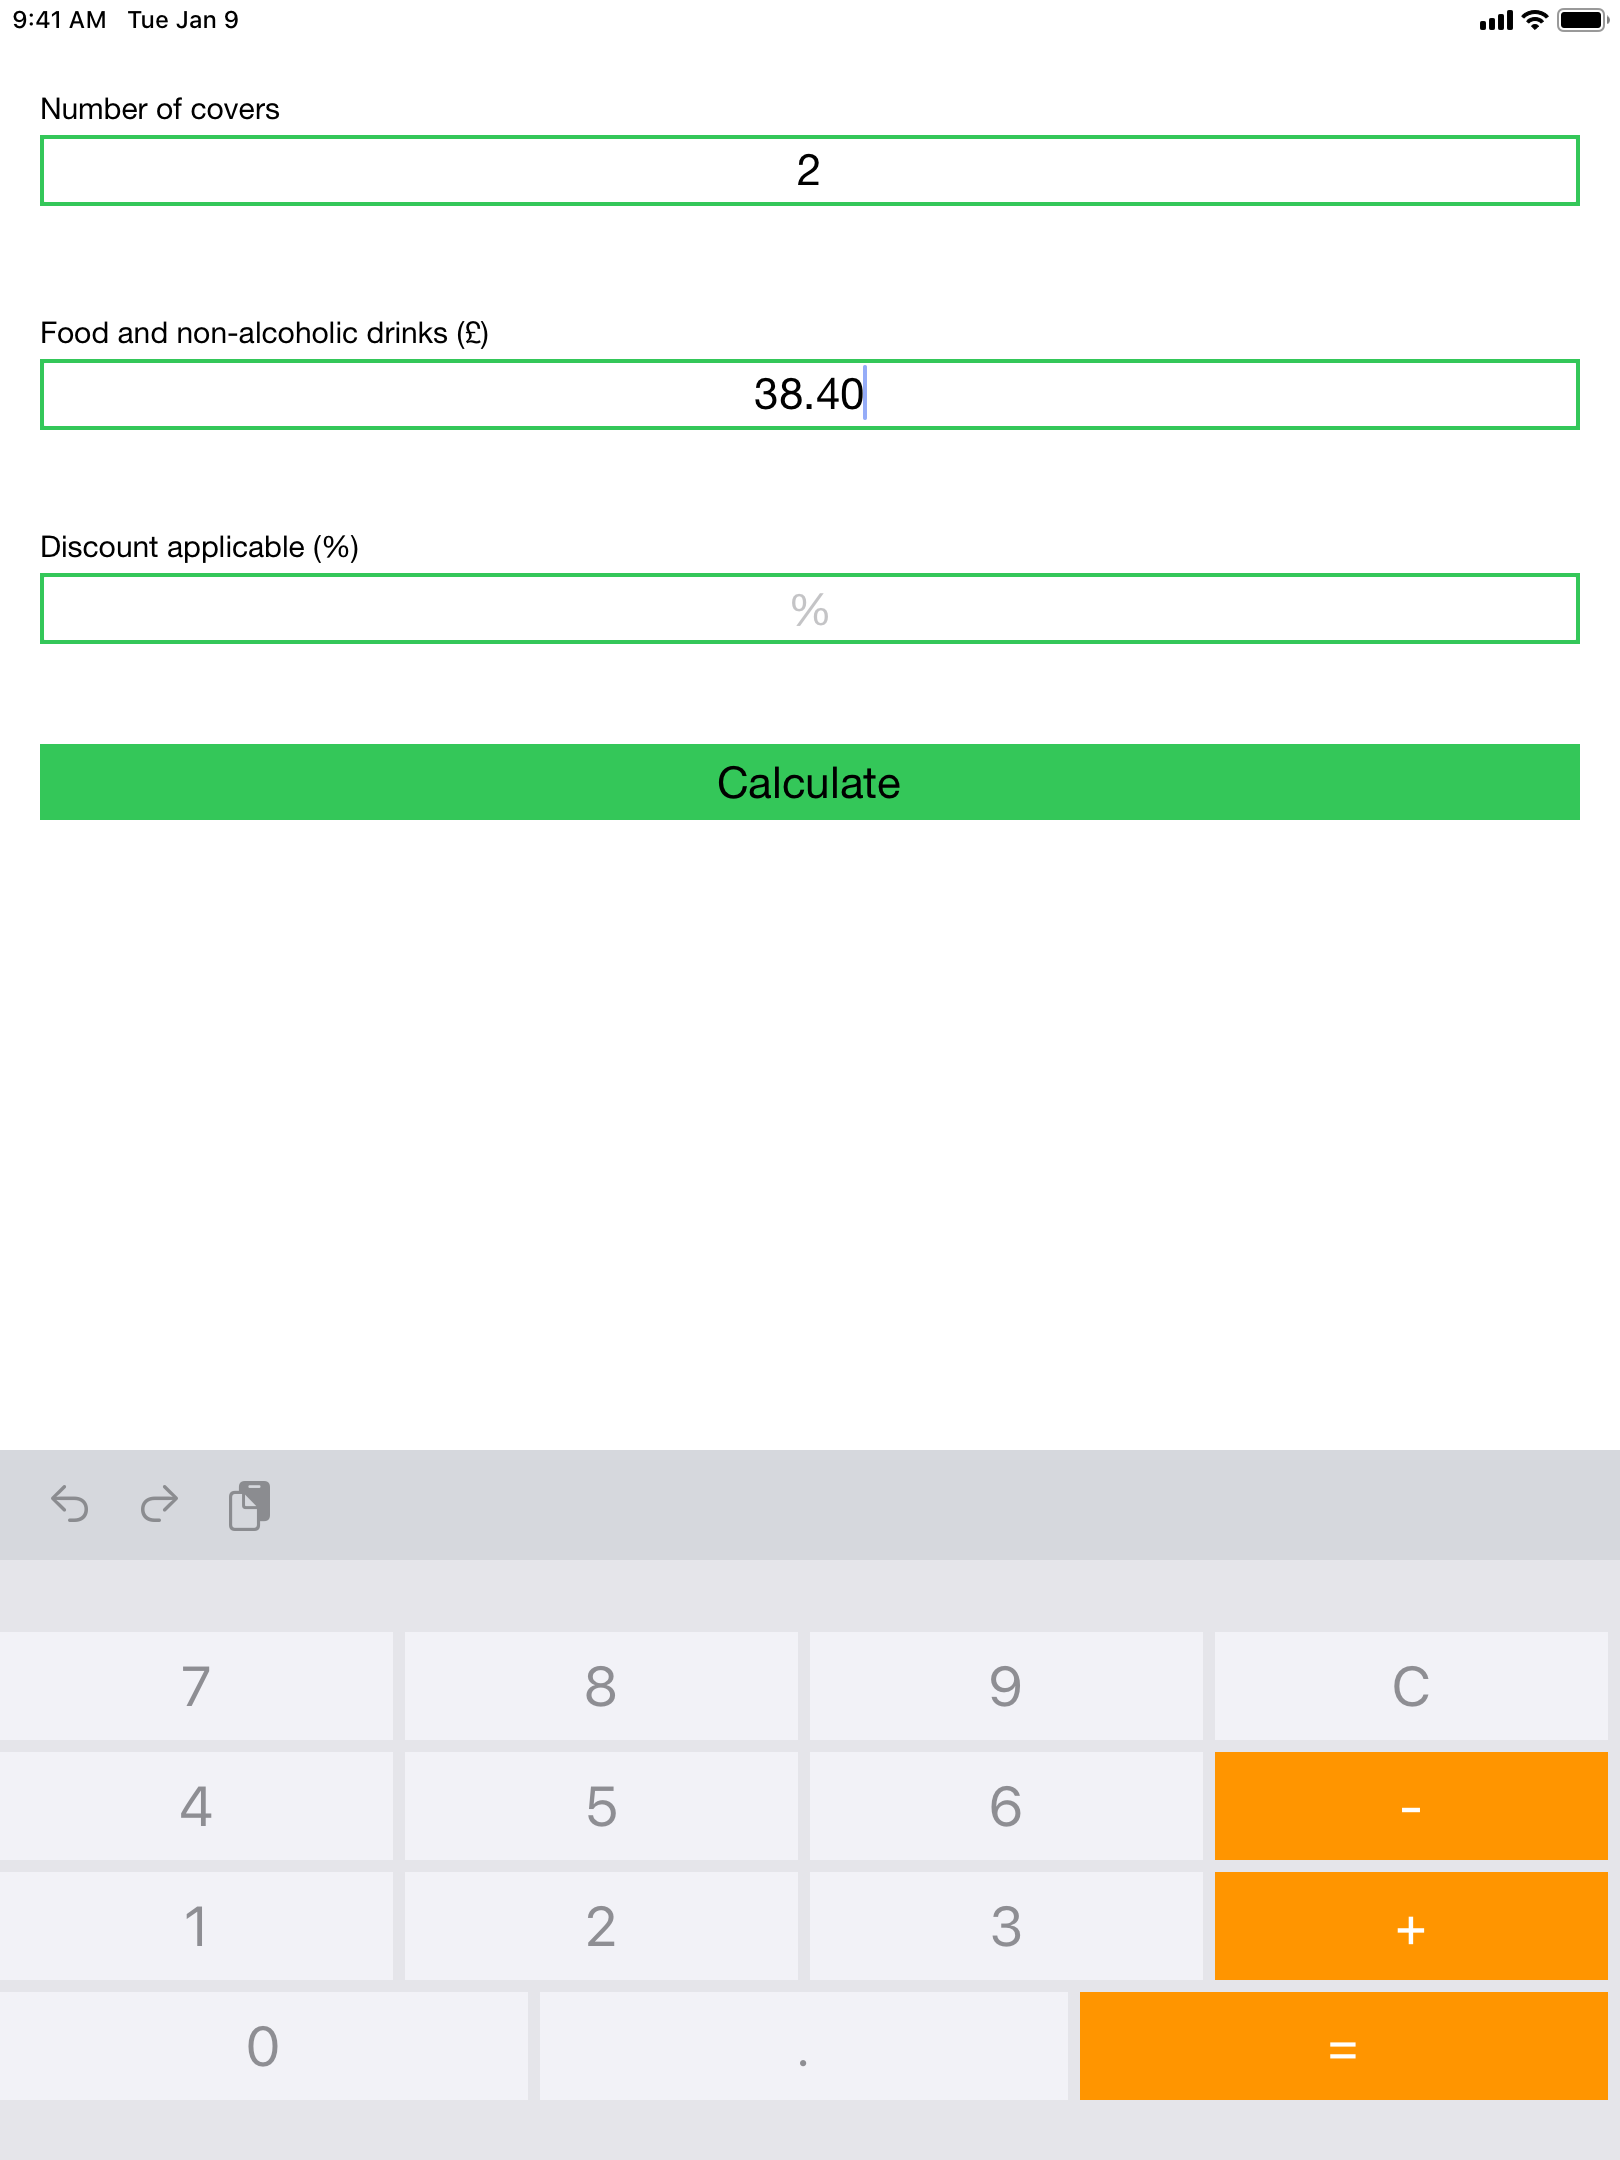 9:41 AM Tue Jan 9
Number of covers
2
Food and non-alcoholic drinks (£)
38.40
Discount applicable (%)
%
Calculate
7 8 9 C
4 5 6 -
1 2 3 +
0 . =